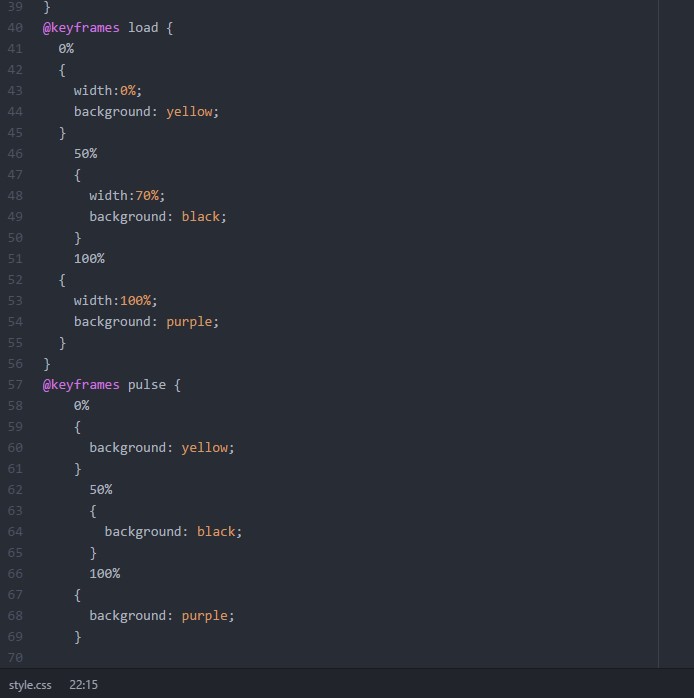 39 }
40 @keyframes load {
41   0%
42   {
43     width:0%;
44     background: yellow;
45   }
46     50%
47     {
48       width:70%;
49       background: black;
50     }
51     100%
52   {
53     width:100%;
54     background: purple;
55   }
56 }
57 @keyframes pulse {
58     0%
59     {
60       background: yellow;
61     }
62       50%
63       {
64         background: black;
65       }
66       100%
67     {
68       background: purple;
69     }
70
style.css 22:15